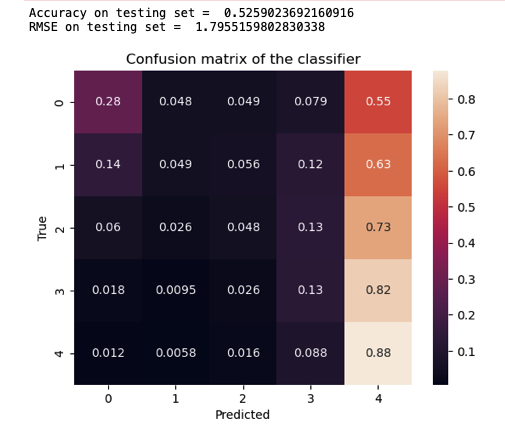 Accuracy on testing set =  0.5259023692160916
RMSE on testing set =  1.7955159802830338
Confusion matrix of the classifier
0 0.28 0.048 0.049 0.079 0.55
1 0.14 0.049 0.056 0.12 0.63
2 0.06 0.026 0.048 0.13 0.73
3 0.018 0.0095 0.026 0.13 0.82
4 0.012 0.0058 0.016 0.088 0.88
True
0 1 2 3 4
Predicted
0.8
0.7
0.6
0.5
0.4
0.3
0.2
0.1